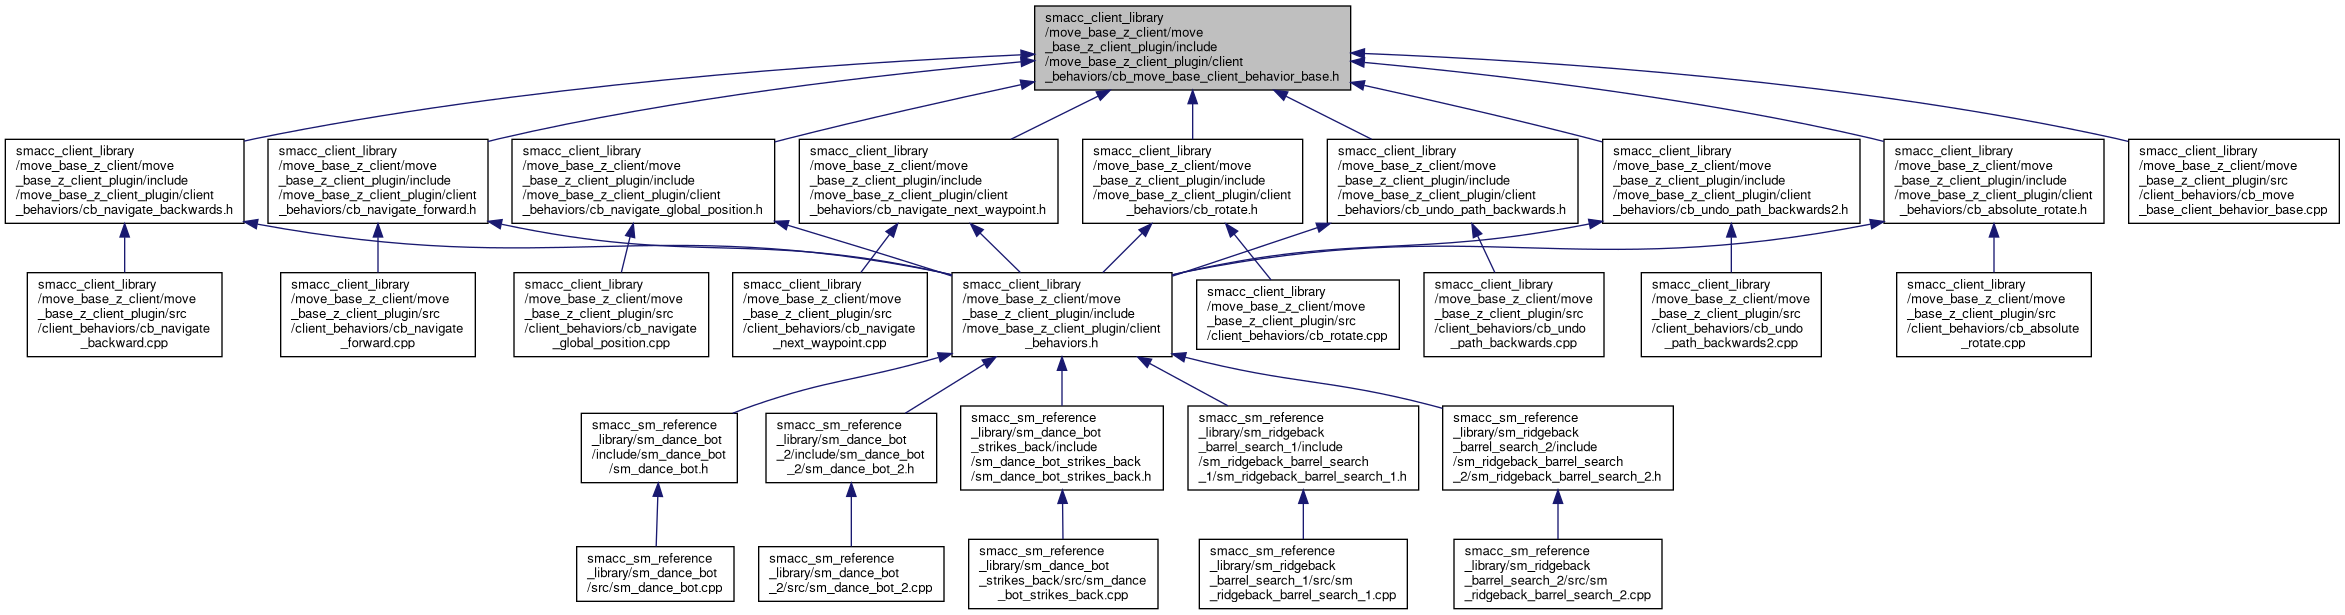 smacc_client_library
/move_base_z_client/move
_base_z_client_plugin/include
/move_base_z_client_plugin/client
_behaviors/cb_move_base_client_behavior_base.h
smacc_client_library
/move_base_z_client/move
_base_z_client_plugin/include
/move_base_z_client_plugin/client
_behaviors/cb_navigate_backwards.h
smacc_client_library
/move_base_z_client/move
_base_z_client_plugin/include
/move_base_z_client_plugin/client
_behaviors/cb_navigate_forward.h
smacc_client_library
/move_base_z_client/move
_base_z_client_plugin/include
/move_base_z_client_plugin/client
_behaviors/cb_navigate_global_position.h
smacc_client_library
/move_base_z_client/move
_base_z_client_plugin/include
/move_base_z_client_plugin/client
_behaviors/cb_navigate_next_waypoint.h
smacc_client_library
/move_base_z_client/move
_base_z_client_plugin/include
/move_base_z_client_plugin/client
_behaviors/cb_rotate.h
smacc_client_library
/move_base_z_client/move
_base_z_client_plugin/include
/move_base_z_client_plugin/client
_behaviors/cb_undo_path_backwards.h
smacc_client_library
/move_base_z_client/move
_base_z_client_plugin/include
/move_base_z_client_plugin/client
_behaviors/cb_undo_path_backwards2.h
smacc_client_library
/move_base_z_client/move
_base_z_client_plugin/include
/move_base_z_client_plugin/client
_behaviors/cb_absolute_rotate.h
smacc_client_library
/move_base_z_client/move
_base_z_client_plugin/src
/client_behaviors/cb_move
_base_client_behavior_base.cpp
smacc_client_library
/move_base_z_client/move
_base_z_client_plugin/src
/client_behaviors/cb_navigate
_backward.cpp
smacc_client_library
/move_base_z_client/move
_base_z_client_plugin/src
/client_behaviors/cb_navigate
_forward.cpp
smacc_client_library
/move_base_z_client/move
_base_z_client_plugin/src
/client_behaviors/cb_navigate
_global_position.cpp
smacc_client_library
/move_base_z_client/move
_base_z_client_plugin/src
/client_behaviors/cb_navigate
_next_waypoint.cpp
smacc_client_library
/move_base_z_client/move
_base_z_client_plugin/include
/move_base_z_client_plugin/client
_behaviors.h
smacc_client_library
/move_base_z_client/move
_base_z_client_plugin/src
/client_behaviors/cb_rotate.cpp
smacc_client_library
/move_base_z_client/move
_base_z_client_plugin/src
/client_behaviors/cb_undo
_path_backwards.cpp
smacc_client_library
/move_base_z_client/move
_base_z_client_plugin/src
/client_behaviors/cb_undo
_path_backwards2.cpp
smacc_client_library
/move_base_z_client/move
_base_z_client_plugin/src
/client_behaviors/cb_absolute
_rotate.cpp
smacc_sm_reference
_library/sm_dance_bot
/include/sm_dance_bot
/sm_dance_bot.h
smacc_sm_reference
_library/sm_dance_bot
_2/include/sm_dance_bot
_2/sm_dance_bot_2.h
smacc_sm_reference
_library/sm_dance_bot
_strikes_back/include
/sm_dance_bot_strikes_back
/sm_dance_bot_strikes_back.h
smacc_sm_reference
_library/sm_ridgeback
_barrel_search_1/include
/sm_ridgeback_barrel_search
_1/sm_ridgeback_barrel_search_1.h
smacc_sm_reference
_library/sm_ridgeback
_barrel_search_2/include
/sm_ridgeback_barrel_search
_2/sm_ridgeback_barrel_search_2.h
smacc_sm_reference
_library/sm_dance_bot
/src/sm_dance_bot.cpp
smacc_sm_reference
_library/sm_dance_bot
_2/src/sm_dance_bot_2.cpp
smacc_sm_reference
_library/sm_dance_bot
_strikes_back/src/sm_dance
_bot_strikes_back.cpp
smacc_sm_reference
_library/sm_ridgeback
_barrel_search_1/src/sm
_ridgeback_barrel_search_1.cpp
smacc_sm_reference
_library/sm_ridgeback
_barrel_search_2/src/sm
_ridgeback_barrel_search_2.cpp